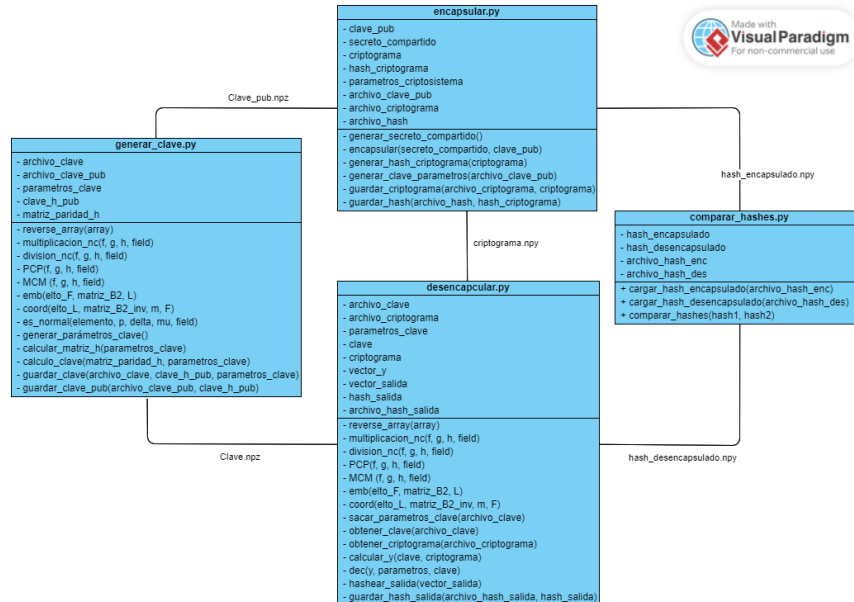 encapsular.py
- clave_pub
- secreto_compartido
- criptograma
- hash_criptograma
- parametros_criptosistema
- archivo_clave_pub
- archivo_criptograma
- archivo_hash
- generar_secreto_compartido()
- encapsular(secreto_compartido, clave_pub)
- generar_hash_criptograma(criptograma)
- generar_clave_parametros(archivo_clave_pub)
- guardar_criptograma(archivo_criptograma, criptograma)
- guardar_hash(archivo_hash, hash_criptograma)
Made with
Visual Paradigm
For non-commercial use
Clave_pub.npz
generar_clave.py
- archivo_clave
- archivo_clave_pub
- parametros_clave
- clave_h_pub
- matriz_paridad_h
- reverse_array(array)
- multiplicacion_nc(f, g, h, field)
- division_nc(f, g, h, field)
- PCP(f, g, h, field)
- MCM (f, g, h, field)
- emb(elto_F, matriz_B2, L)
- coord(elto_L, matriz_B2_inv, m, F)
- es_normal(elemento, p, delta, mu, field)
- generar_parámetros_clave()
- calcular_matriz_h(parametros_clave)
- calculo_clave(matriz_paridad_h, parametros_clave)
- guardar_clave(archivo_clave, clave_h_pub, parametros_clave)
- guardar_clave_pub(archivo_clave_pub, clave_h_pub)
hash_encapsulado.npy
comparar_hashes.py
- hash_encapsulado
- hash_desencapsulado
- archivo_hash_enc
- archivo_hash_des
+ cargar_hash_encapsulado(archivo_hash_enc)
+ cargar_hash_desencapsulado(archivo_hash_des)
+ comparar_hashes(hash1, hash2)
criptograma.npy
desencapcular.py
- archivo_clave
- archivo_criptograma
- parametros_clave
- clave
- criptograma
- vector_y
- vector_salida
- hash_salida
- archivo_hash_salida
- reverse_array(array)
- multiplicacion_nc(f, g, h, field)
- division_nc(f, g, h, field)
- PCP(f, g, h, field)
- MCM (f, g, h, field)
- emb(elto_F, matriz_B2, L)
- coord(elto_L, matriz_B2_inv, m, F)
- sacar_parametros_clave(archivo_clave)
- obtener_clave(archivo_clave)
- obtener_criptograma(archivo_criptograma)
- calcular_y(clave, criptograma)
- dec(y, parametros, clave)
- hashear_salida(vector_salida)
- guardar_hash_salida(archivo_hash_salida, hash_salida)
Clave.npz
hash_desencapsulado.npy